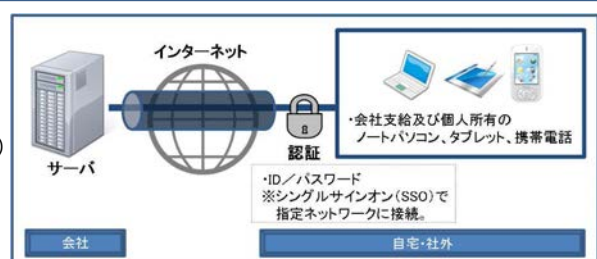 インターネット
)
サーバ
認証
・会社支給及び個人所有の
ノートパソコン、タブレット、携帯電話
・ID/パスワード
※シングルサインオン(SSO)で
指定ネットワークに接続。
会社
自宅・社外